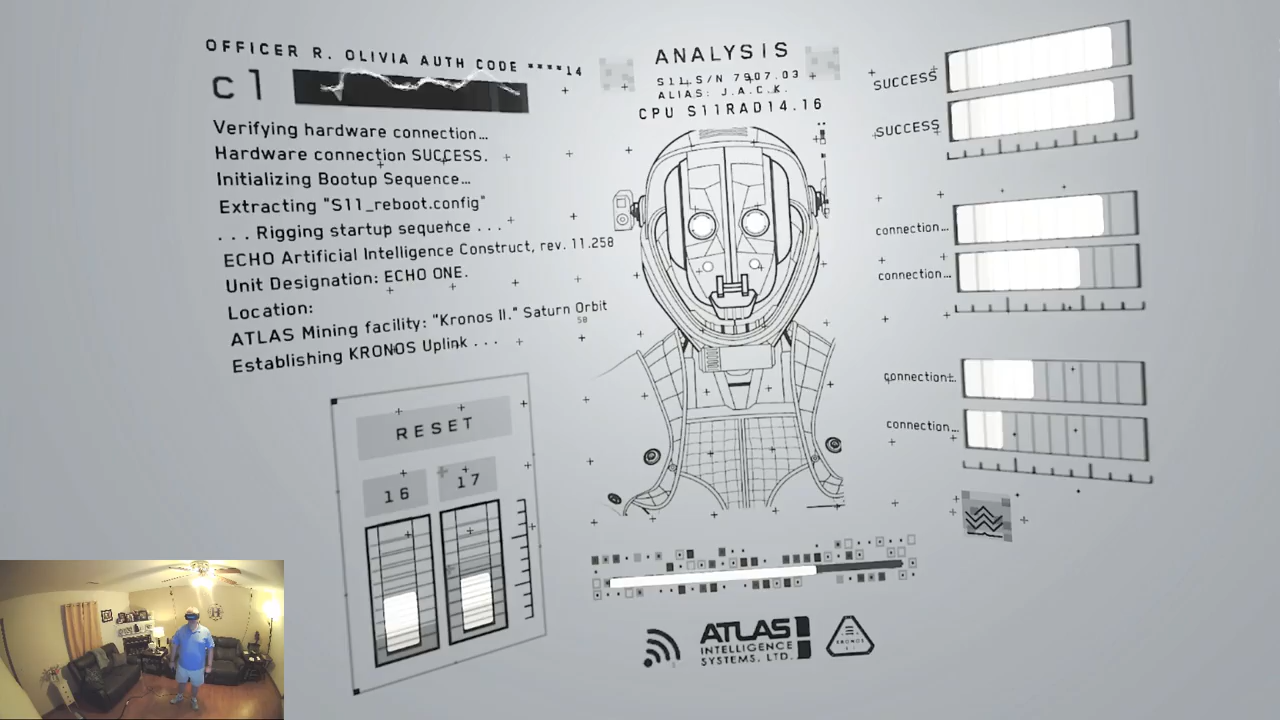 OFFICER R. OLIVIA AUTH CODE ****14
c1
Verifying hardware connection...
Hardware connection SUCCESS.
Initializing Bootup Sequence...
Extracting "S11_reboot.config"
. . . Rigging startup sequence . . .
ECHO Artificial Intelligence Construct, rev. 11.258
Unit Designation: ECHO ONE.
Location:
ATLAS Mining facility: "Kronos II." Saturn Orbit
58
Establishing KRONOS Uplink . . .
RESET
16 17
ANALYSIS
S11 S/N 7907.03
ALIAS: J.A.C.K.
CPU S11RAD14.16
SUCCESS
SUCCESS
connection...
connection...
connection...
connection...
ATLAS
INTELLIGENCE
SYSTEMS, LTD.
KRONOS